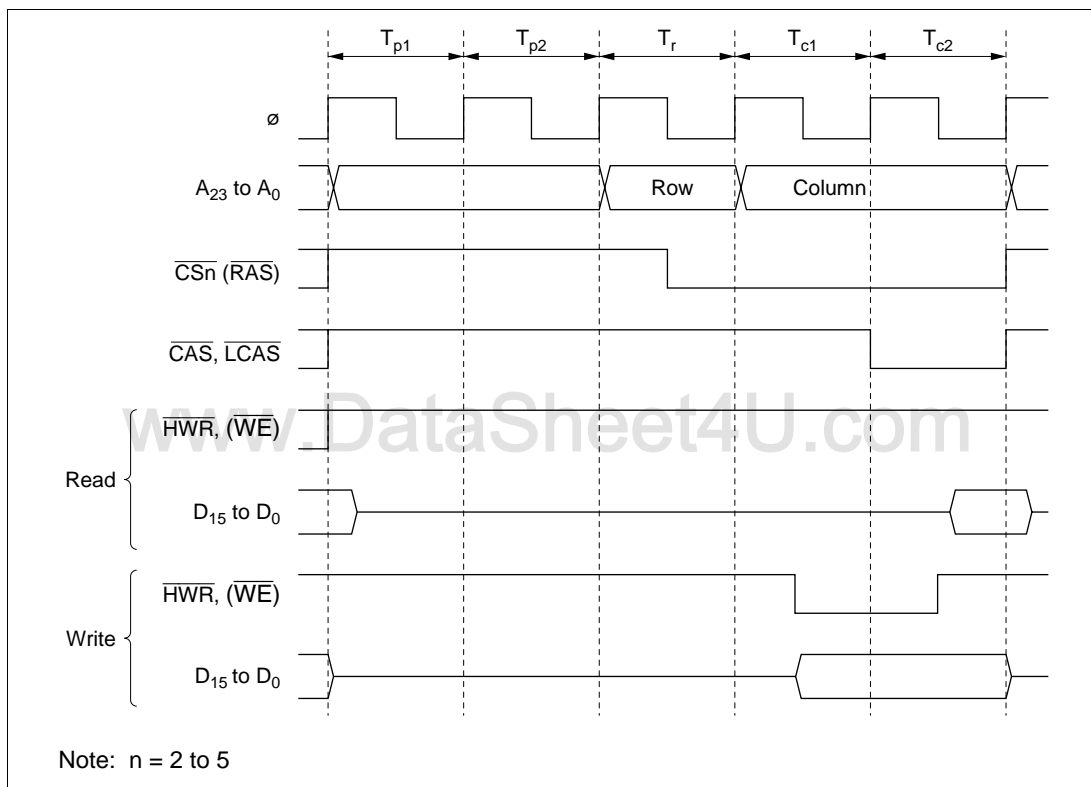 Tp1 Tp2 Tr Tc1 Tc2
ø
A23 to A0 Row Column
CSn (RAS)
CAS, LCAS
www.DataSheet4U.com
HWR, (WE)
Read
D15 to D0
HWR, (WE)
Write
D15 to D0
Note: n = 2 to 5